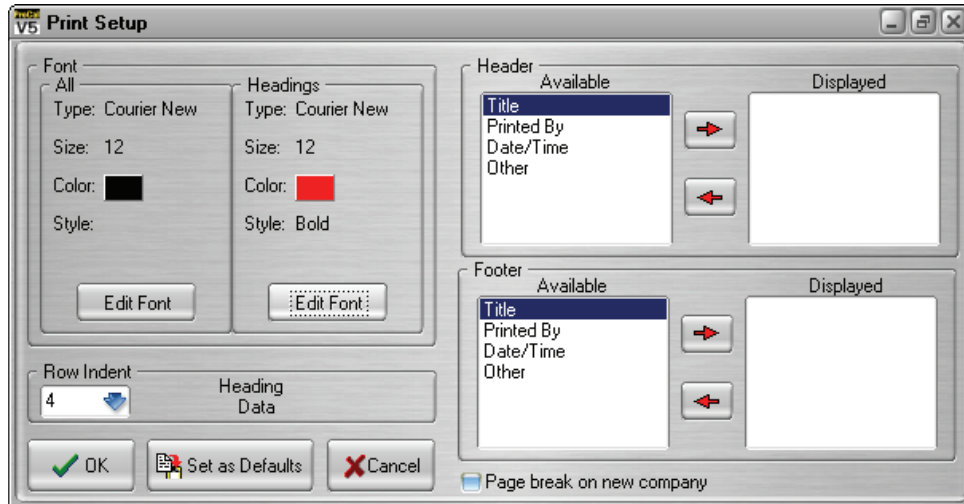 ProCal
V5 Print Setup
Font
All
Type: Courier New
Size: 12
Color:
Style:
Edit Font
Headings
Type: Courier New
Size: 12
Color:
Style: Bold
Edit Font
Row Indent
4
Heading
Data
OK
Set as Defaults
Cancel
Header
Available
Title
Printed By
Date/Time
Other
Displayed
Footer
Available
Title
Printed By
Date/Time
Other
Displayed
Page break on new company